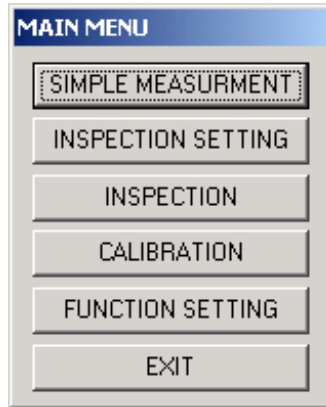 MAIN MENU
SIMPLE MEASURMENT
INSPECTION SETTING
INSPECTION
CALIBRATION
FUNCTION SETTING
EXIT